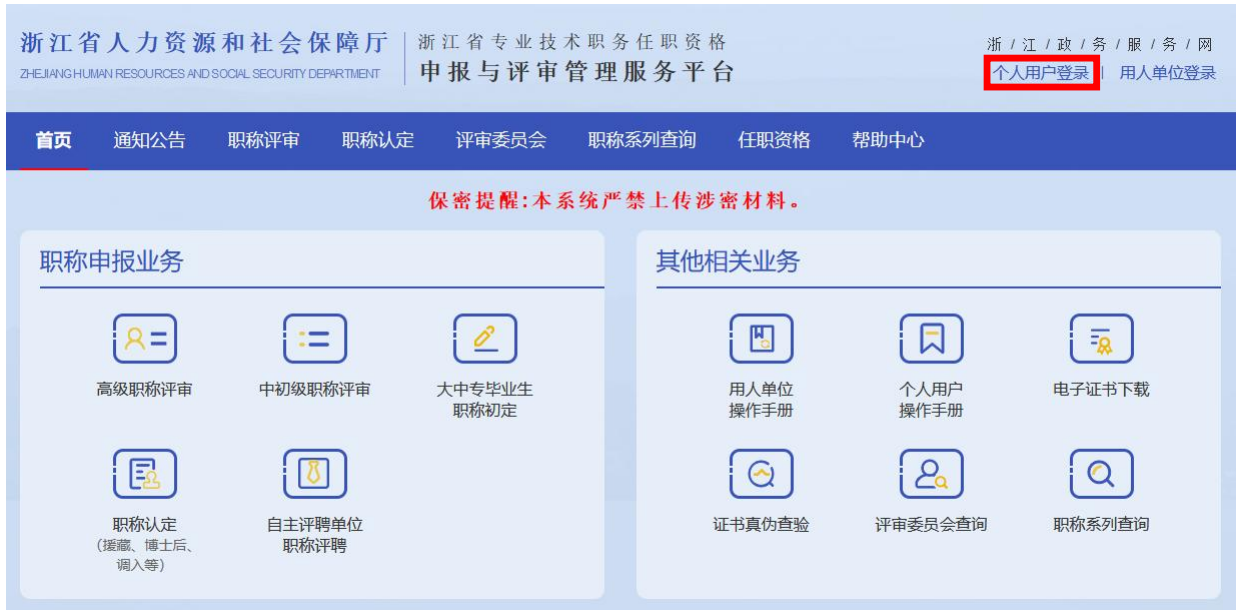 浙江省人力资源和社会保障厅
ZHEJIANG HUMAN RESOURCES AND SOCIAL SECURITY DEPARTMENT
浙江省专业技术职务任职资格
申报与评审管理服务平台
浙/江/政/务/服/务/网
个人用户登录 | 用人单位登录
首页 通知公告 职称评审 职称认定 评审委员会 职称系列查询 任职资格 帮助中心
保密提醒:本系统严禁上传涉密材料。
职称申报业务
高级职称评审
中初级职称评审
大中专毕业生
职称初定
职称认定
(援藏、博士后、
调入等)
自主评聘单位
职称评聘
其他相关业务
用人单位
操作手册
个人用户
操作手册
电子证书下载
证书真伪查验
评审委员会查询
职称系列查询